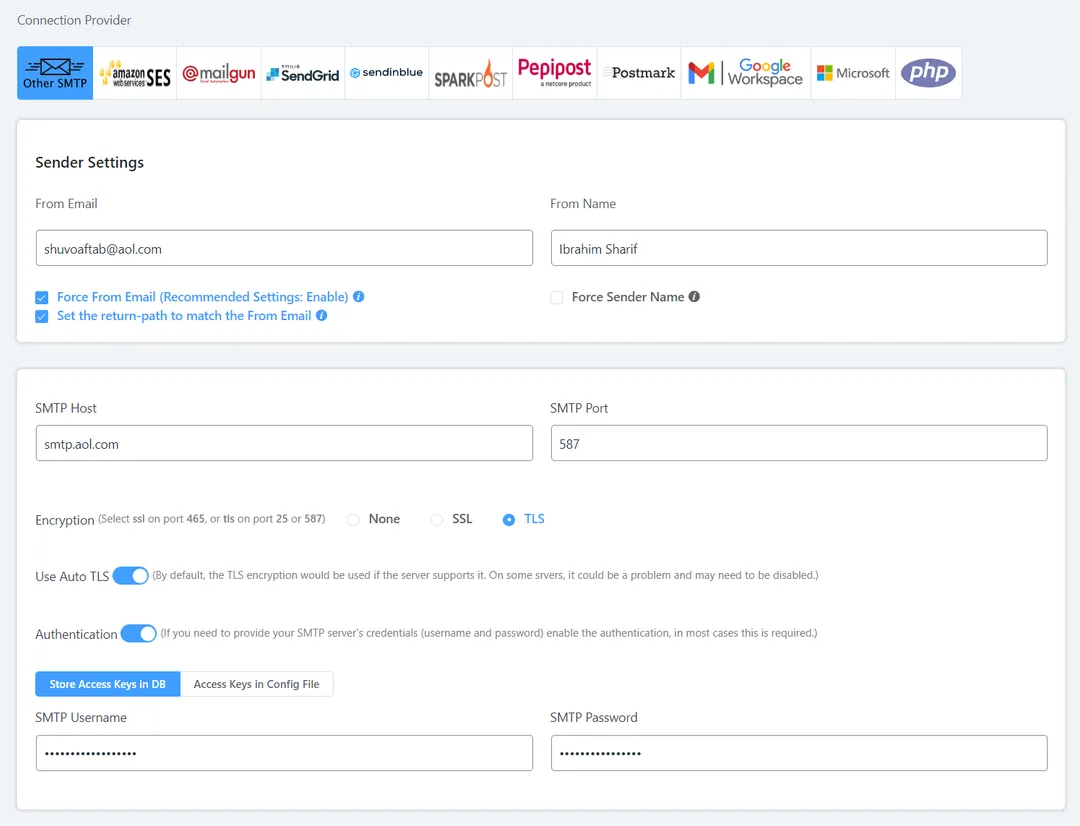 Connection Provider
Other SMTP
amazon webservices SES
@mailgun
TWILIO SendGrid
sendinblue
SPARKPOST
Pepipost
a netcore product
Postmark
Google Workspace
Microsoft
php
Sender Settings
From Email
From Name
shuvoaftab@aol.com
Ibrahim Sharif
Force From Email (Recommended Settings: Enable)
Force Sender Name
Set the return-path to match the From Email
SMTP Host
SMTP Port
smtp.aol.com
587
Encryption (Select ssl on port 465, or tls on port 25 or 587) None SSL TLS
Use Auto TLS (By default, the TLS encryption would be used if the server supports it. On some srvers, it could be a problem and may need to be disabled.)
Authentication (If you need to provide your SMTP server's credentials (username and password) enable the authentication, in most cases this is required.)
Store Access Keys in DB
Access Keys in Config File
SMTP Username
SMTP Password